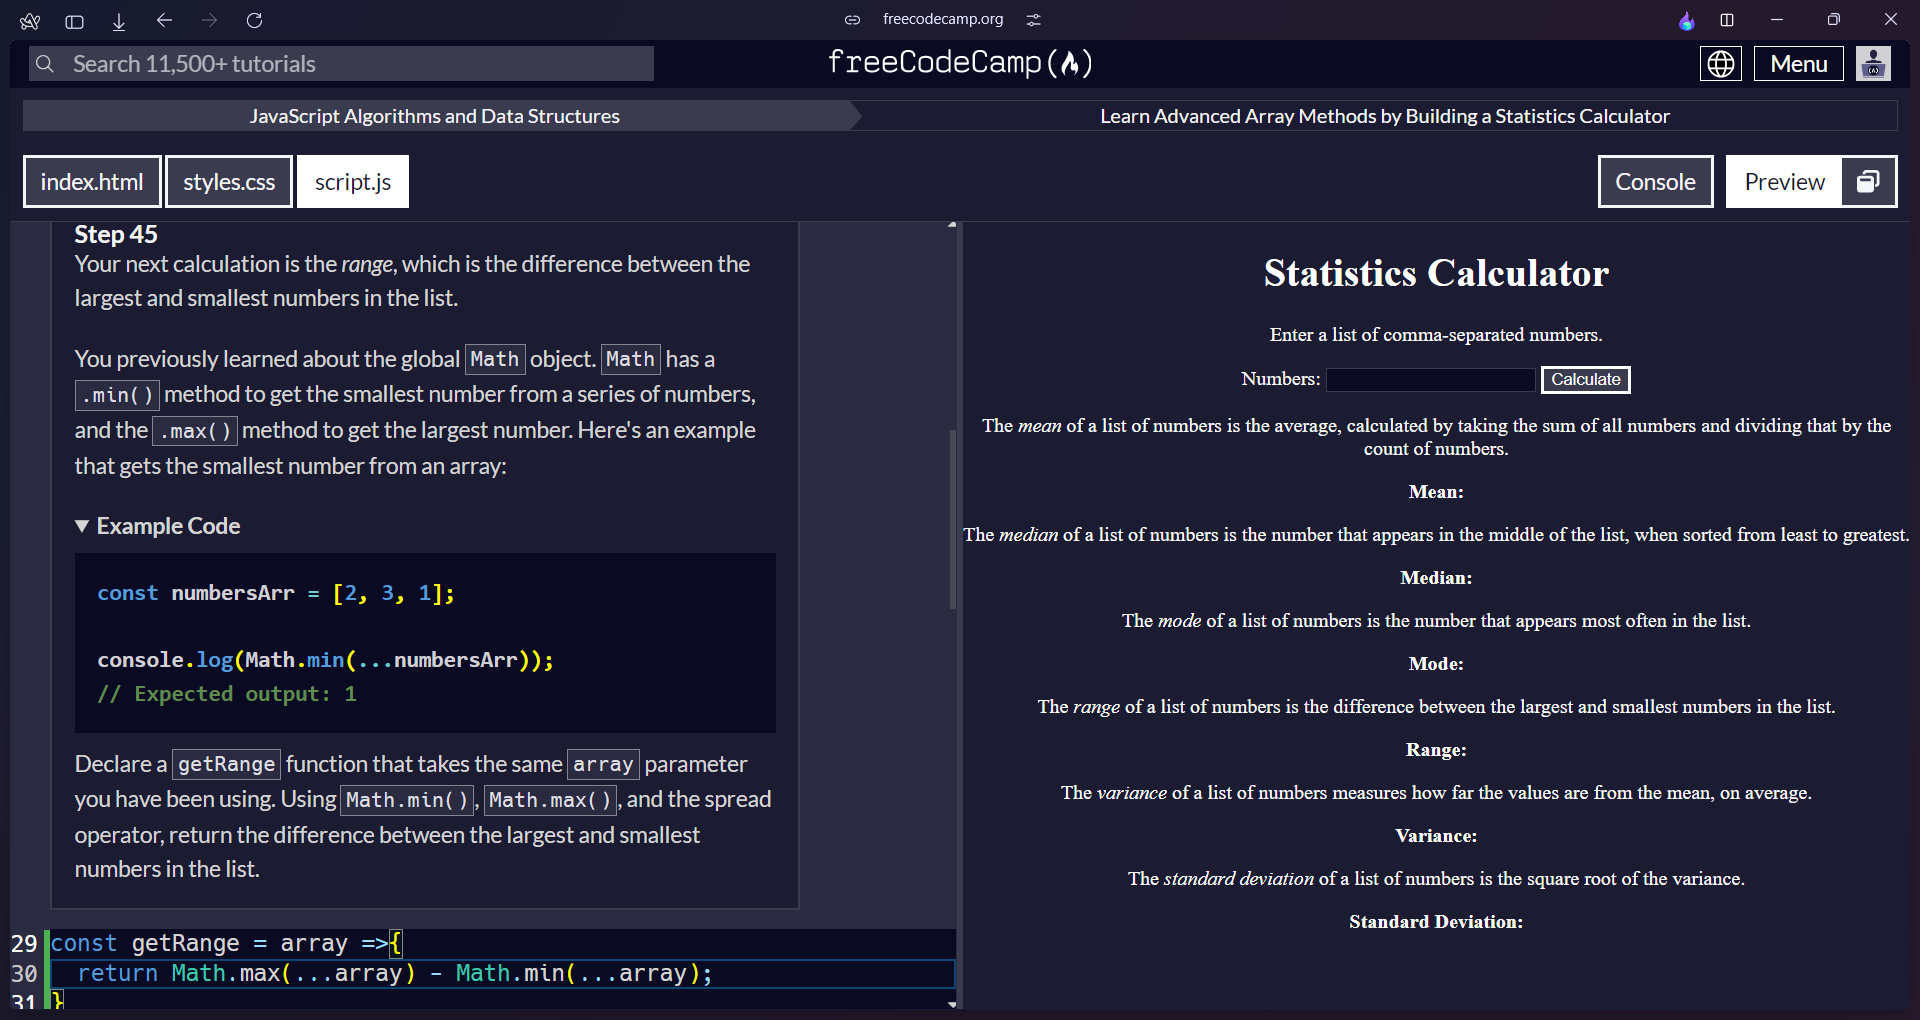 freecodecamp.org
Search 11,500+ tutorials
freeCodeCamp
Menu
JavaScript Algorithms and Data Structures
Learn Advanced Array Methods by Building a Statistics Calculator
index.html
styles.css
script.js
Console
Preview
Step 45
Your next calculation is the range, which is the difference between the
largest and smallest numbers in the list.
You previously learned about the global Math object. Math has a
.min() method to get the smallest number from a series of numbers,
and the .max() method to get the largest number. Here's an example
that gets the smallest number from an array:
Example Code
const numbersArr = [2, 3, 1];
console.log(Math.min(...numbersArr));
// Expected output: 1
Declare a getRange function that takes the same array parameter
you have been using. Using Math.min(), Math.max(), and the spread
operator, return the difference between the largest and smallest
numbers in the list.
29 const getRange = array =>{
30 return Math.max(...array) - Math.min(...array);
31 }
Statistics Calculator
Enter a list of comma-separated numbers.
Numbers:
Calculate
The mean of a list of numbers is the average, calculated by taking the sum of all numbers and dividing that by the
count of numbers.
Mean:
The median of a list of numbers is the number that appears in the middle of the list, when sorted from least to greatest.
Median:
The mode of a list of numbers is the number that appears most often in the list.
Mode:
The range of a list of numbers is the difference between the largest and smallest numbers in the list.
Range:
The variance of a list of numbers measures how far the values are from the mean, on average.
Variance:
The standard deviation of a list of numbers is the square root of the variance.
Standard Deviation: